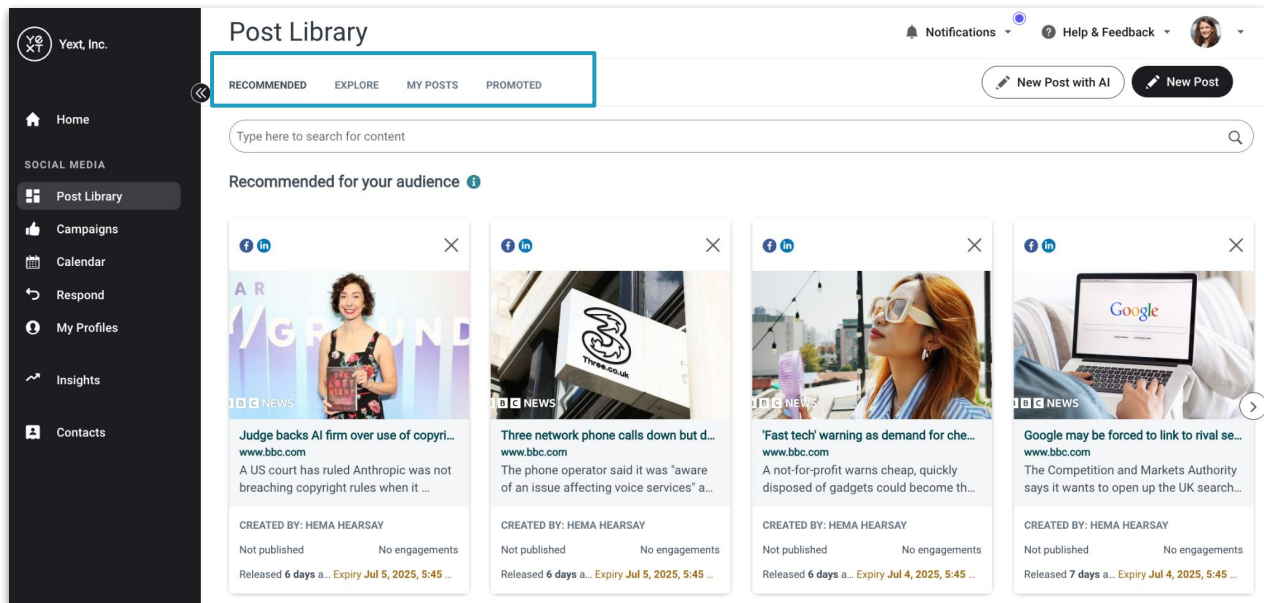 YEXT
Yext, Inc.
Post Library
Notifications
Help & Feedback
RECOMMENDED EXPLORE MY POSTS PROMOTED
New Post with AI
New Post
Home
Type here to search for content
SOCIAL MEDIA
Recommended for your audience
Post Library
Campaigns
Calendar
Respond
My Profiles
Insights
Contacts
AR
GROUND
BBC NEWS
Judge backs AI firm over use of copyri...
www.bbc.com
A US court has ruled Anthropic was not
breaching copyright rules when it ...
CREATED BY: HEMA HEARSAY
Not published No engagements
Released 6 days a... Expiry Jul 5, 2025, 5:45 ...
3
Three.co.uk
BBC NEWS
Three network phone calls down but d...
www.bbc.com
The phone operator said it was "aware
of an issue affecting voice services" a...
CREATED BY: HEMA HEARSAY
Not published No engagements
Released 6 days a... Expiry Jul 5, 2025, 5:45 ...
BBC NEWS
'Fast tech' warning as demand for che...
www.bbc.com
A not-for-profit warns cheap, quickly
disposed of gadgets could become th...
CREATED BY: HEMA HEARSAY
Not published No engagements
Released 6 days a... Expiry Jul 4, 2025, 5:45 ...
Google
BBC NEWS
Google may be forced to link to rival se...
www.bbc.com
The Competition and Markets Authority
says it wants to open up the UK search...
CREATED BY: HEMA HEARSAY
Not published No engagements
Released 7 days a... Expiry Jul 4, 2025, 5:45 ...